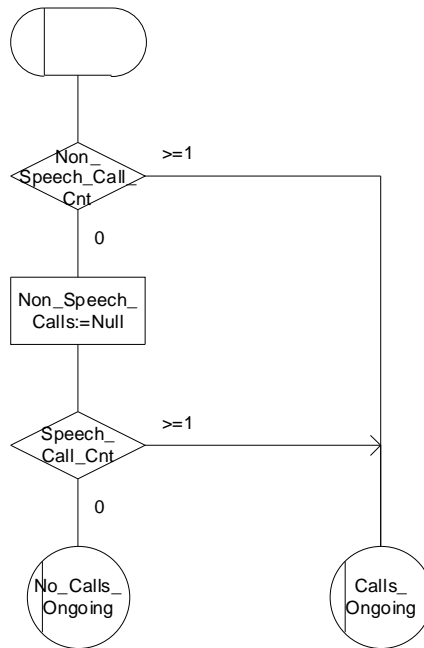 Non_
Speech_Call_
Cnt
>=1
0
Non_Speech_
Calls:=Null
Speech_
Call_Cnt
>=1
0
No_Calls_
Ongoing
Calls_
Ongoing